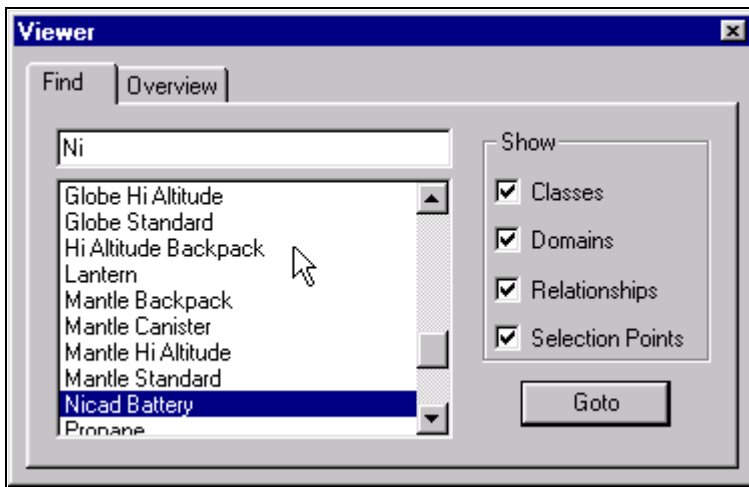 Viewer
Find
Overview
Ni
Globe Hi Altitude
Globe Standard
Hi Altitude Backpack
Lantern
Mantle Backpack
Mantle Canister
Mantle Hi Altitude
Mantle Standard
Nicad Battery
Propane
Show
Classes
Domains
Relationships
Selection Points
Goto